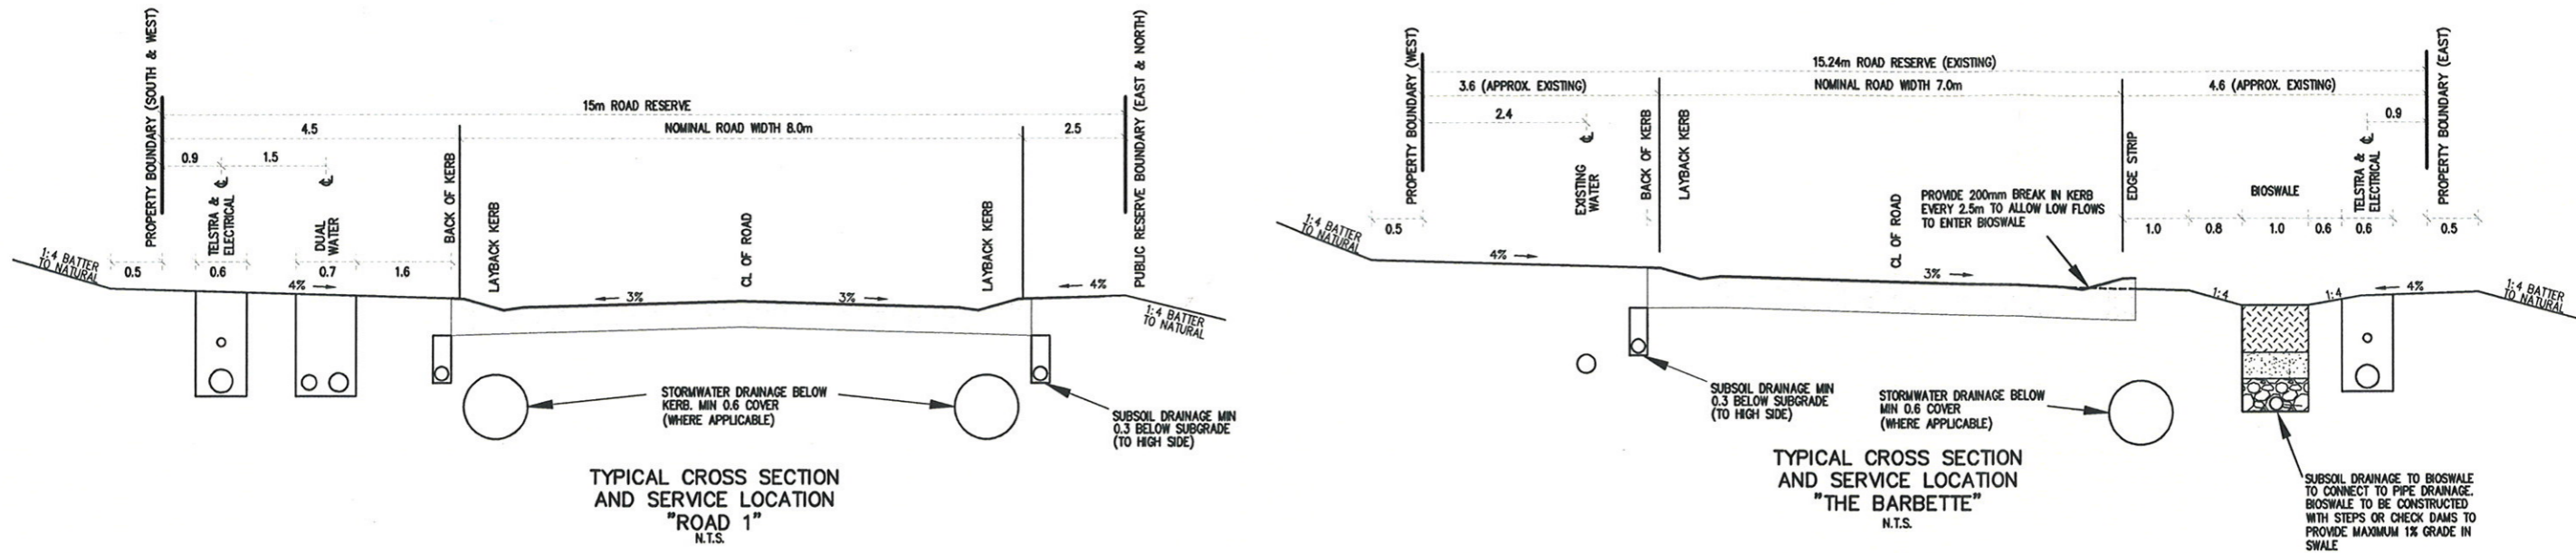 PROPERTY BOUNDARY (SOUTH & WEST)
PUBLIC RESERVE BOUNDARY (EAST & NORTH)
15m ROAD RESERVE
4.5
NOMINAL ROAD WIDTH 8.0m
2.5
0.9
1.5
TELSTRA &
ELECTRICAL
DUAL
WATER
BACK OF KERB
LAYBACK KERB
CL OF ROAD
LAYBACK KERB
1:4 BATTER
TO NATURAL
0.5
0.6
0.7
1.6
4%
3%
3%
4%
1:4 BATTER
TO NATURAL
STORMWATER DRAINAGE BELOW
KERB. MIN 0.6 COVER
(WHERE APPLICABLE)
SUBSOIL DRAINAGE MIN
0.3 BELOW SUBGRADE
(TO HIGH SIDE)
TYPICAL CROSS SECTION
AND SERVICE LOCATION
"ROAD 1"
N.T.S.
PROPERTY BOUNDARY (WEST)
PROPERTY BOUNDARY (EAST)
15.24m ROAD RESERVE (EXISTING)
3.6 (APPROX. EXISTING)
NOMINAL ROAD WIDTH 7.0m
4.6 (APPROX. EXISTING)
2.4
0.9
EXISTING
WATER
BACK OF KERB
LAYBACK KERB
CL OF ROAD
PROVIDE 200mm BREAK IN KERB
EVERY 2.5m TO ALLOW LOW FLOWS
TO ENTER BIOSWALE
EDGE STRIP
BIOSWALE
TELSTRA &
ELECTRICAL
1:4 BATTER
TO NATURAL
0.5
1.0
0.8
1.0
0.6
0.6
0.5
4%
3%
1:4
1:4
4%
1:4 BATTER
TO NATURAL
SUBSOIL DRAINAGE MIN
0.3 BELOW SUBGRADE
(TO HIGH SIDE)
STORMWATER DRAINAGE BELOW
MIN 0.6 COVER
(WHERE APPLICABLE)
TYPICAL CROSS SECTION
AND SERVICE LOCATION
"THE BARBETTE"
N.T.S.
SUBSOIL DRAINAGE TO BIOSWALE
TO CONNECT TO PIPE DRAINAGE.
BIOSWALE TO BE CONSTRUCTED
WITH STEPS OR CHECK DAMS TO
PROVIDE MAXIMUM 1% GRADE IN
SWALE